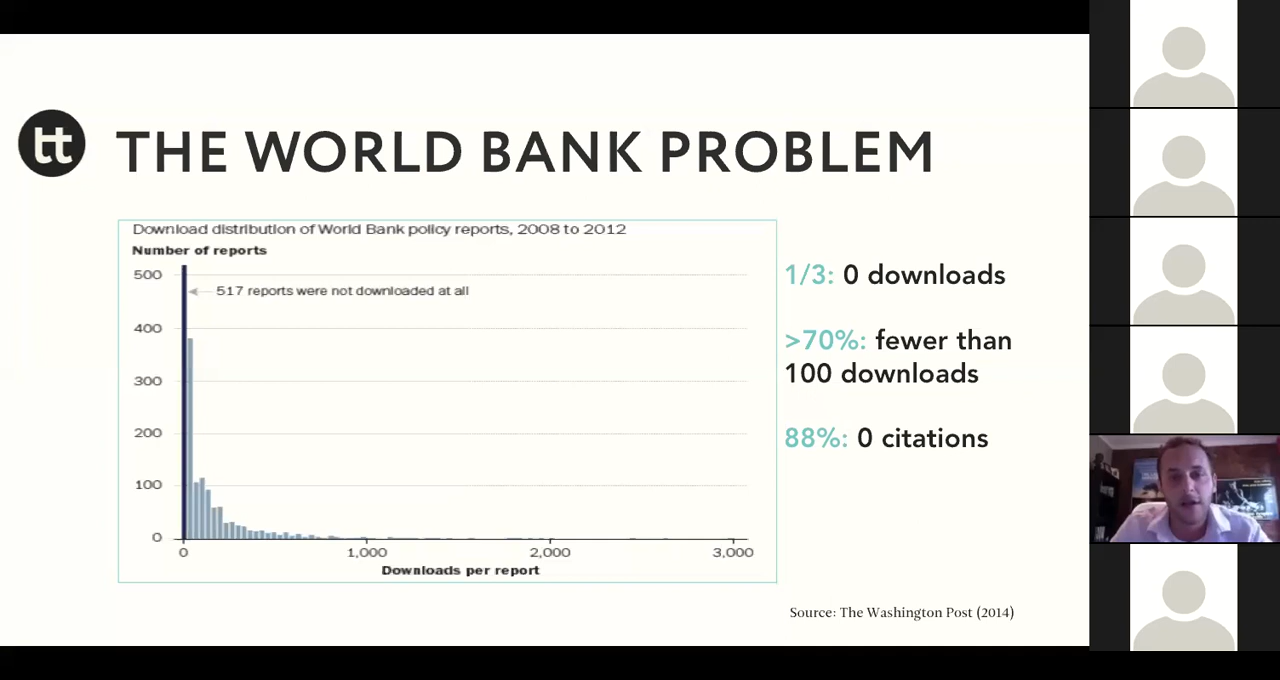 tt
THE WORLD BANK PROBLEM
Download distribution of World Bank policy reports, 2008 to 2012
Number of reports
500
517 reports were not downloaded at all
400
300
200
100
0
0 1,000 2,000 3,000
Downloads per report
1/3: 0 downloads
>70%: fewer than
100 downloads
88%: 0 citations
Source: The Washington Post (2014)